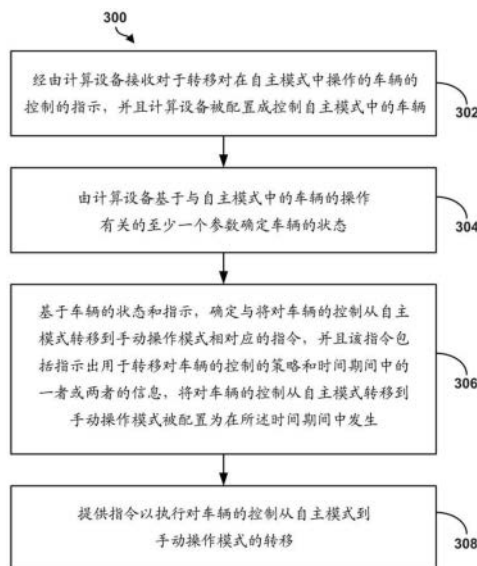 300
经由计算设备接收对于转移对在自主模式中操作的车辆的
控制的指示，并且计算设备被配置成控制自主模式中的车辆
302
由计算设备基于与自主模式中的车辆的操作
有关的至少一个参数确定车辆的状态
304
基于车辆的状态和指示，确定与将对车辆的控制从自主
模式转移到手动操作模式相对应的指令，并且该指令包
括指示出用于转移对车辆的控制的策略和时间期间中的
一者或两者的信息，将对车辆的控制从自主模式转移到
手动操作模式被配置为在所述时间期间中发生
306
提供指令以执行对车辆的控制从自主模式到
手动操作模式的转移
308